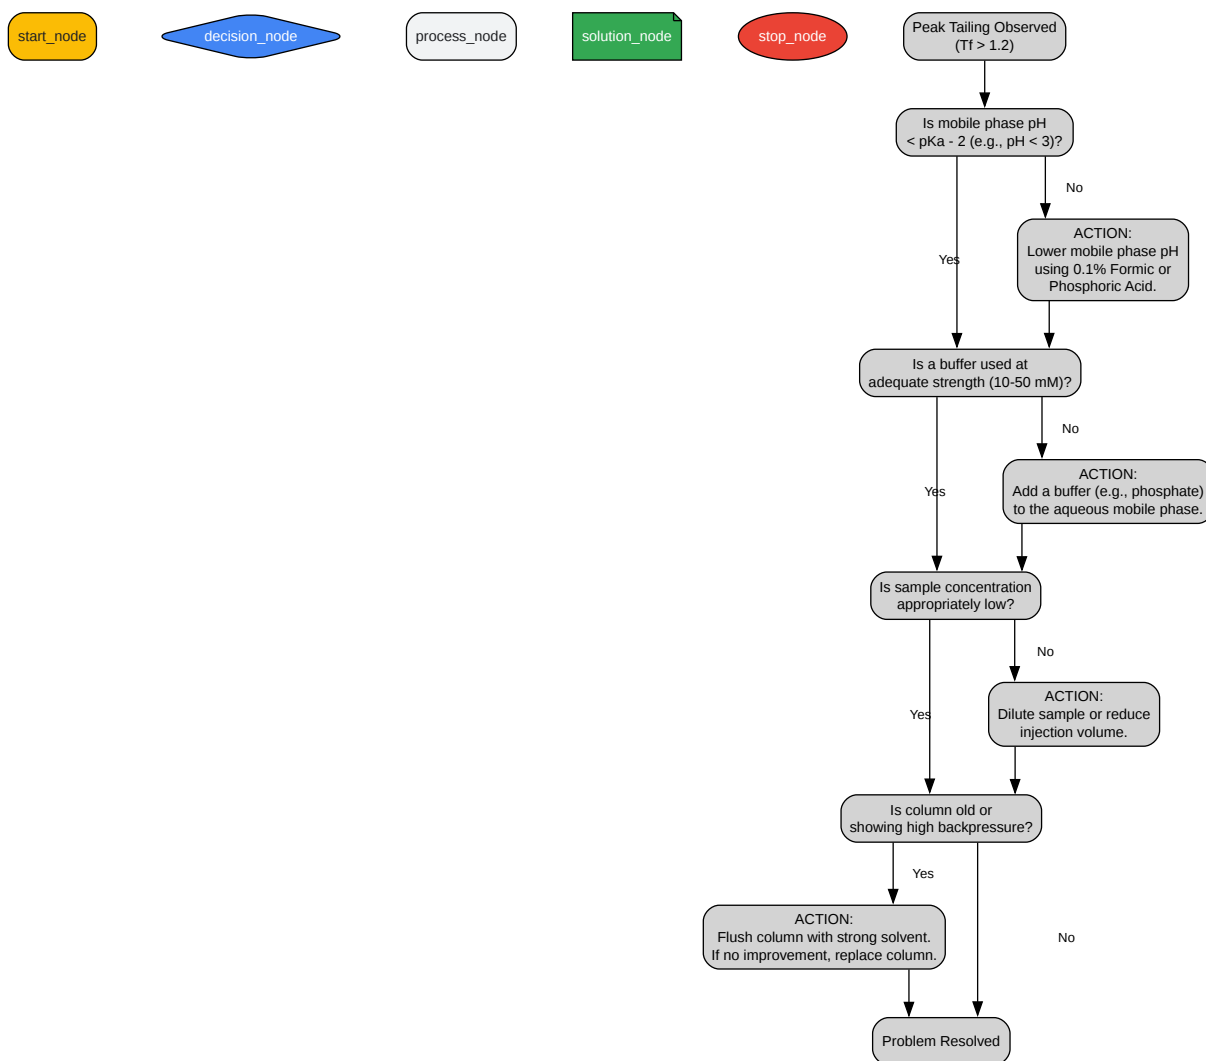 start_node
decision_node
process_node
solution_node
stop_node
Peak Tailing Observed
(Tf > 1.2)
Is mobile phase pH
< pKa - 2 (e.g., pH < 3)?
No
ACTION:
Lower mobile phase pH
using 0.1% Formic or
Phosphoric Acid.
Yes
Is a buffer used at
adequate strength (10-50 mM)?
No
ACTION:
Add a buffer (e.g., phosphate)
to the aqueous mobile phase.
Yes
Is sample concentration
appropriately low?
No
ACTION:
Dilute sample or reduce
injection volume.
Yes
Is column old or
showing high backpressure?
Yes
ACTION:
Flush column with strong solvent.
If no improvement, replace column.
No
Problem Resolved